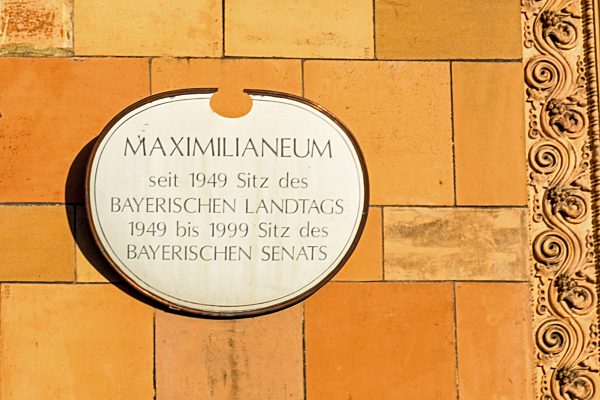 MAXIMILIANEUM
seit 1949 Sitz des
BAYERISCHEN LANDTAGS
1949 bis 1999 Sitz des
BAYERISCHEN SENATS